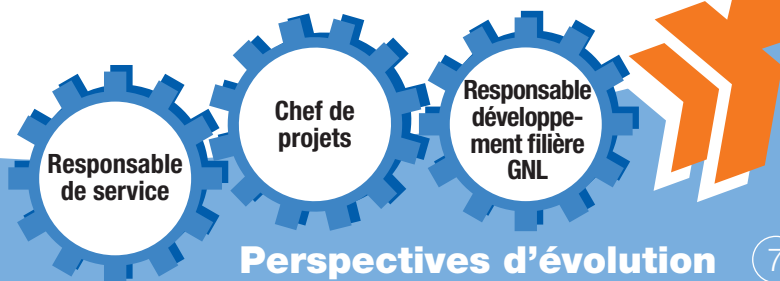 Responsable
de service
Chef de
projets
Responsable
développe-
ment filière
GNL
Perspectives d'évolution
7